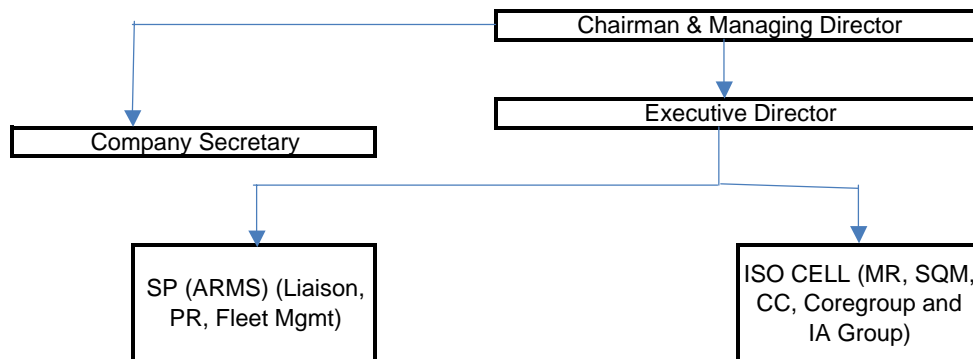 Chairman & Managing Director
Executive Director
Company Secretary
SP (ARMS) (Liaison,
PR, Fleet Mgmt)
ISO CELL (MR, SQM,
CC, Coregroup and
IA Group)